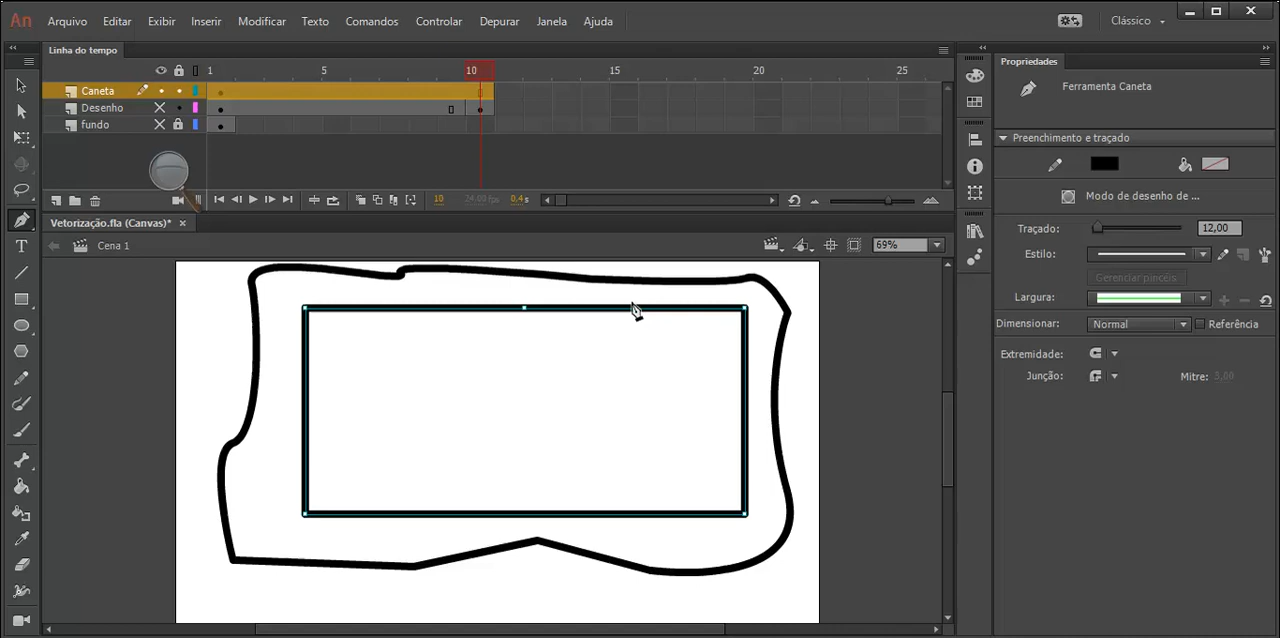 An Arquivo Editar Exibir Inserir Modificar Texto Comandos Controlar Depurar Janela Ajuda Clássico
Linha do tempo
1 5 10 15 20 25
Caneta
Desenho
fundo
10 24,00 fps 0,4 s
Vetorização.fla (Canvas)* ×
Cena 1 69%
Propriedades
Ferramenta Caneta
Preenchimento e traçado
Modo de desenho de ...
Traçado: 12,00
Estilo:
Gerenciar pincéis
Largura:
Dimensionar: Normal Referência
Extremidade:
Junção: Mitre: 3,00